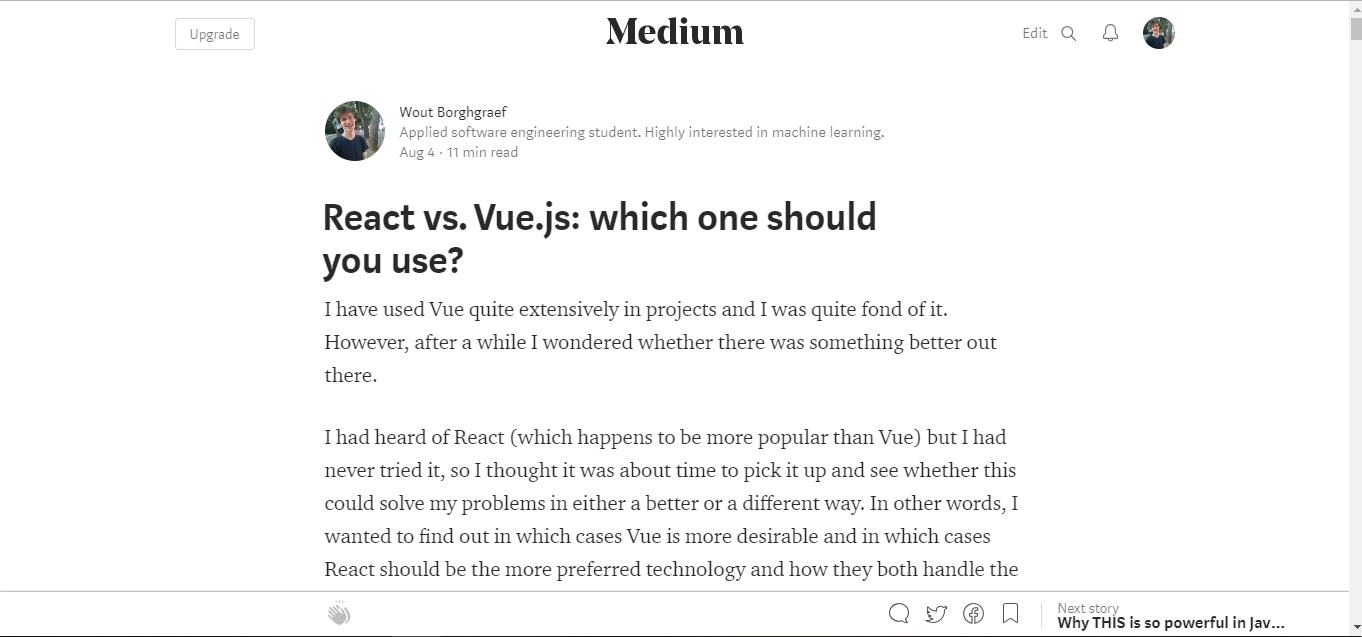 Upgrade
Medium
Edit
Wout Borghgraef
Applied software engineering student. Highly interested in machine learning.
Aug 4 · 11 min read
React vs. Vue.js: which one should
you use?
I have used Vue quite extensively in projects and I was quite fond of it.
However, after a while I wondered whether there was something better out
there.
I had heard of React (which happens to be more popular than Vue) but I had
never tried it, so I thought it was about time to pick it up and see whether this
could solve my problems in either a better or a different way. In other words, I
wanted to find out in which cases Vue is more desirable and in which cases
React should be the more preferred technology and how they both handle the
Next story
Why THIS is so powerful in Jav...